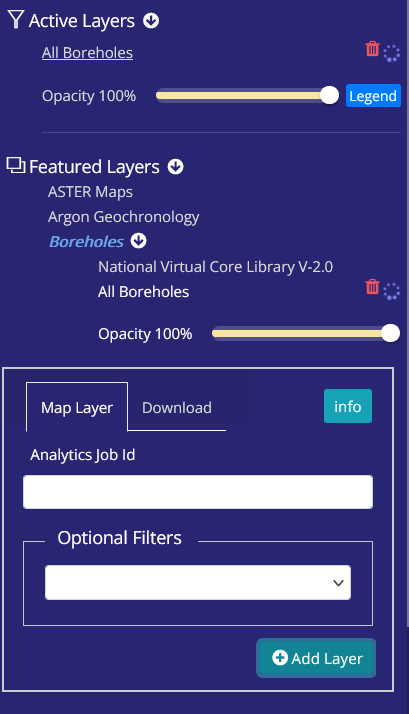 Active Layers
All Boreholes
Opacity 100% Legend
Featured Layers
ASTER Maps
Argon Geochronology
Boreholes
National Virtual Core Library V-2.0
All Boreholes
Opacity 100%
Map Layer Download info
Analytics Job Id
Optional Filters
Add Layer